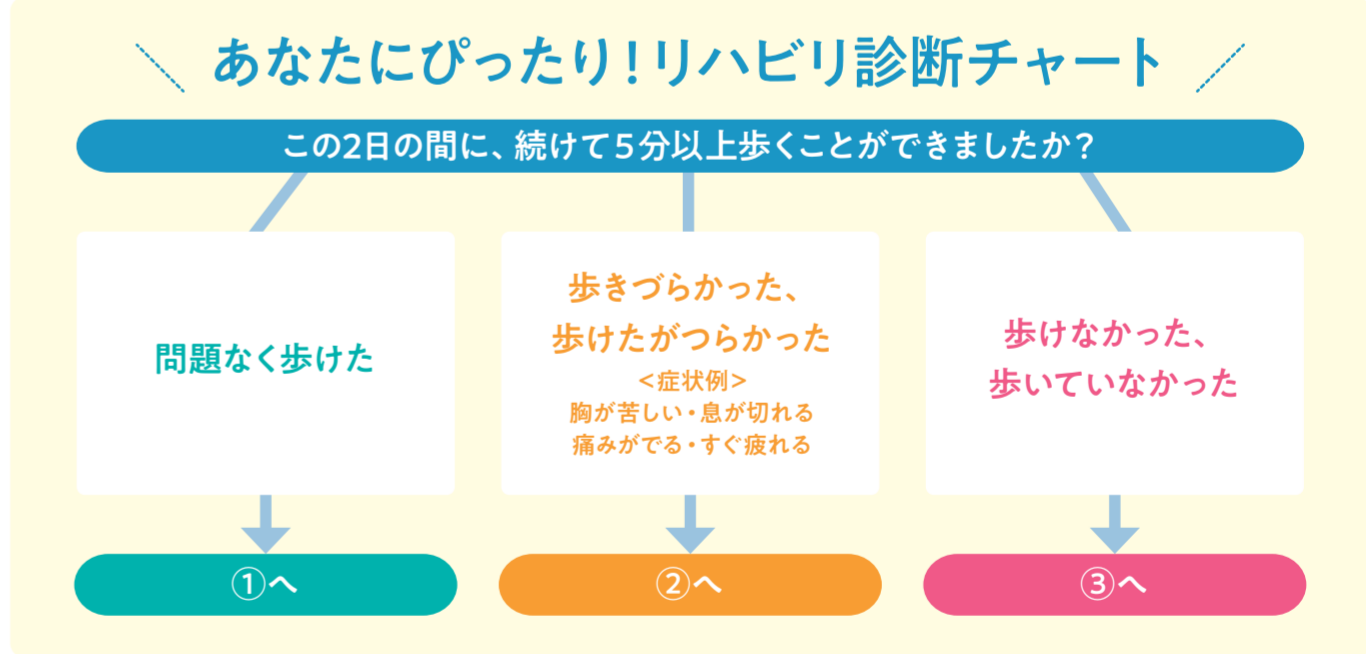 あなたにぴったり！リハビリ診断チャート
この2日の間に、続けて5分以上歩くことができましたか？
問題なく歩けた
歩きづらかった、
歩けたがつらかった
＜症状例＞
胸が苦しい・息が切れる
痛みがでる・すぐ疲れる
歩けなかった、
歩いていなかった
①へ
②へ
③へ